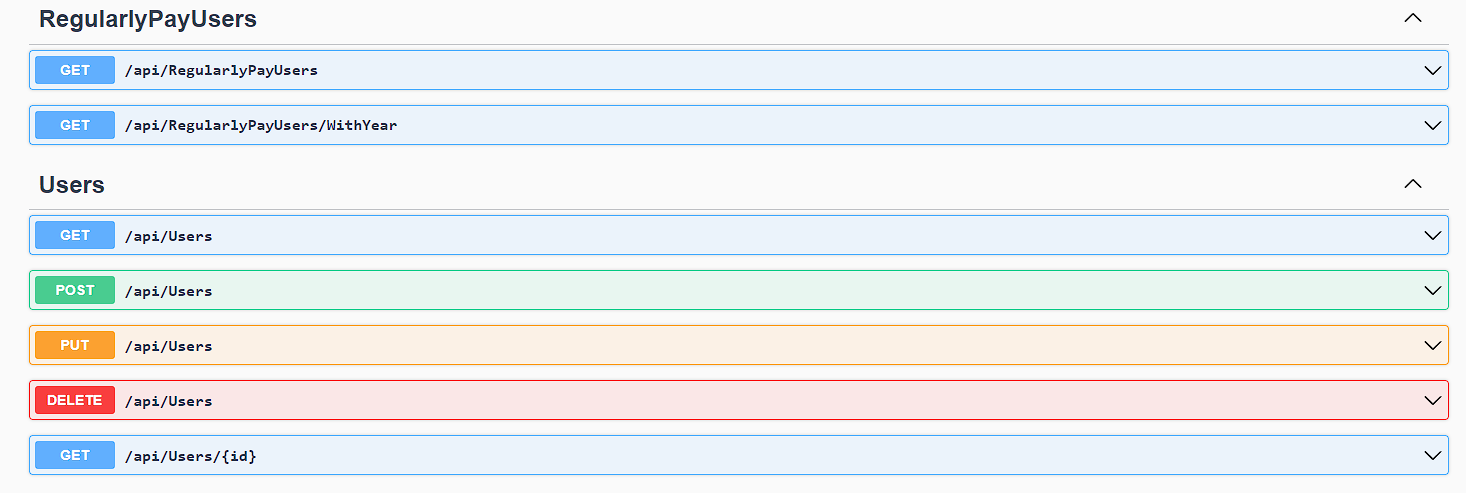 RegularlyPayUsers
GET /api/RegularlyPayUsers
GET /api/RegularlyPayUsers/WithYear
Users
GET /api/Users
POST /api/Users
PUT /api/Users
DELETE /api/Users
GET /api/Users/{id}